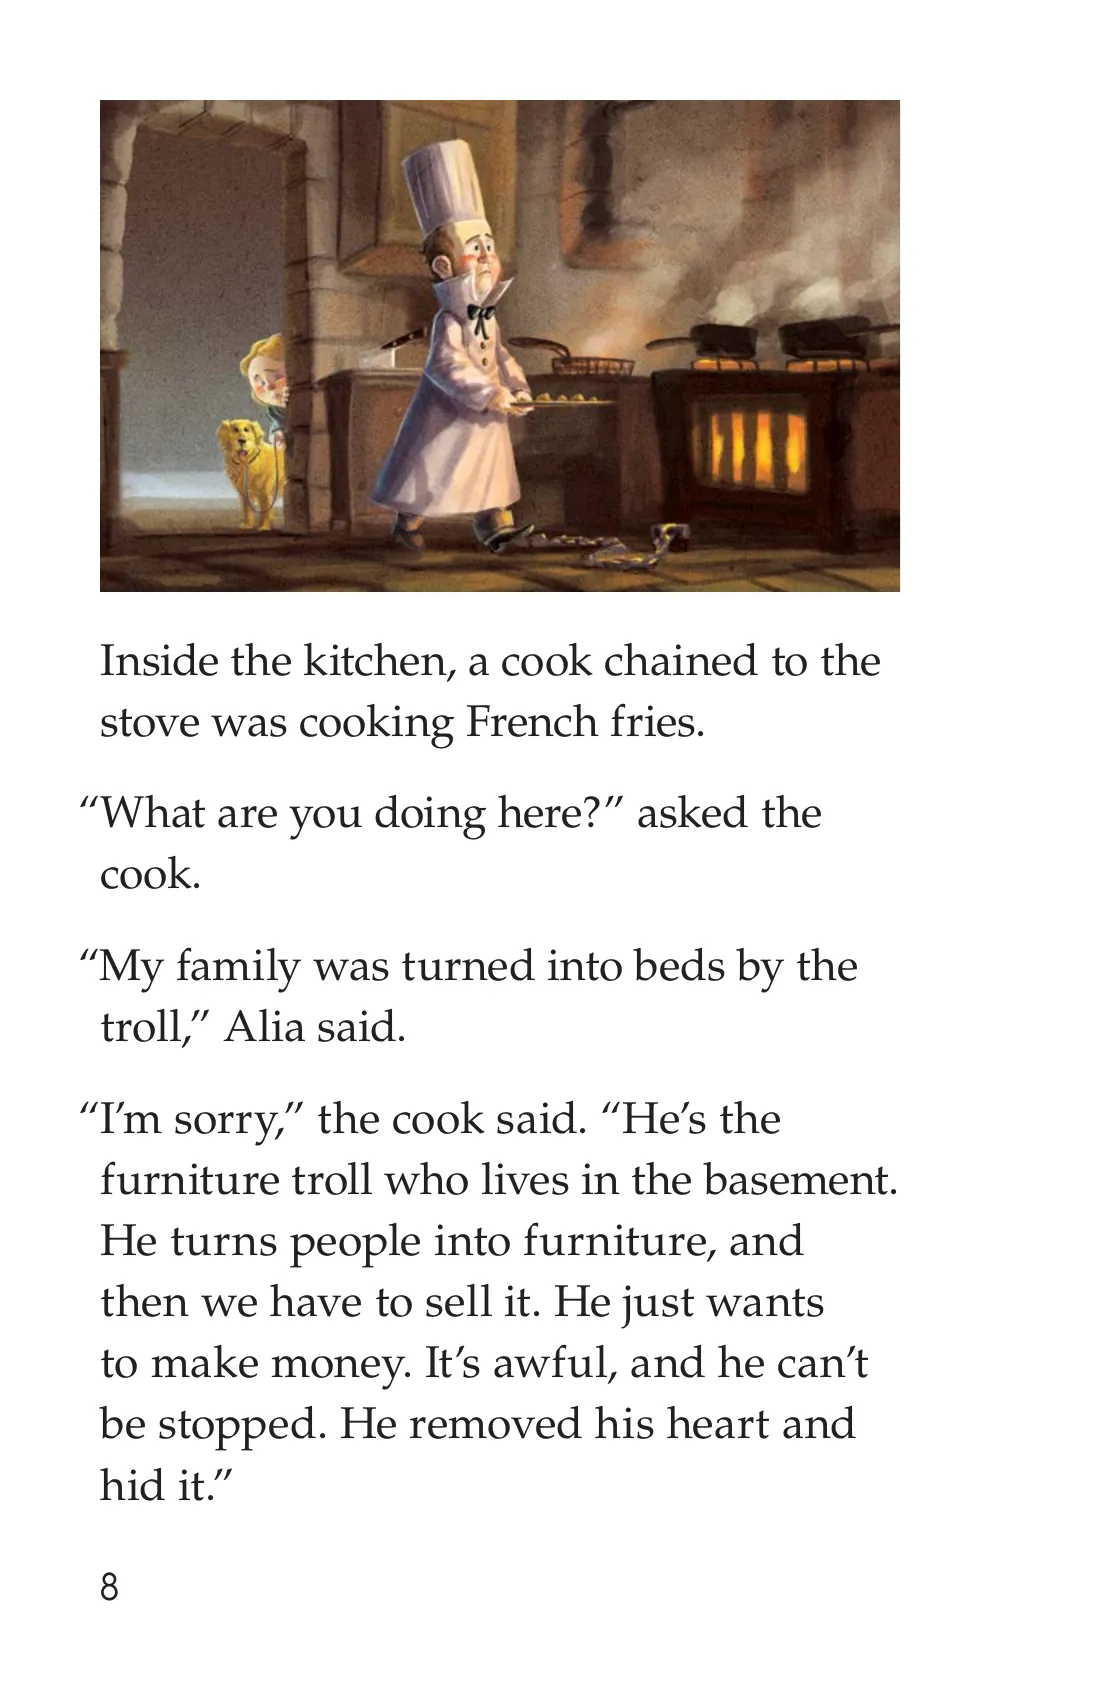 Inside the kitchen, a cook chained to the
stove was cooking French fries.
“What are you doing here?” asked the
cook.
“My family was turned into beds by the
troll,” Alia said.
“I’m sorry,” the cook said. “He’s the
furniture troll who lives in the basement.
He turns people into furniture, and
then we have to sell it. He just wants
to make money. It’s awful, and he can’t
be stopped. He removed his heart and
hid it.”
8